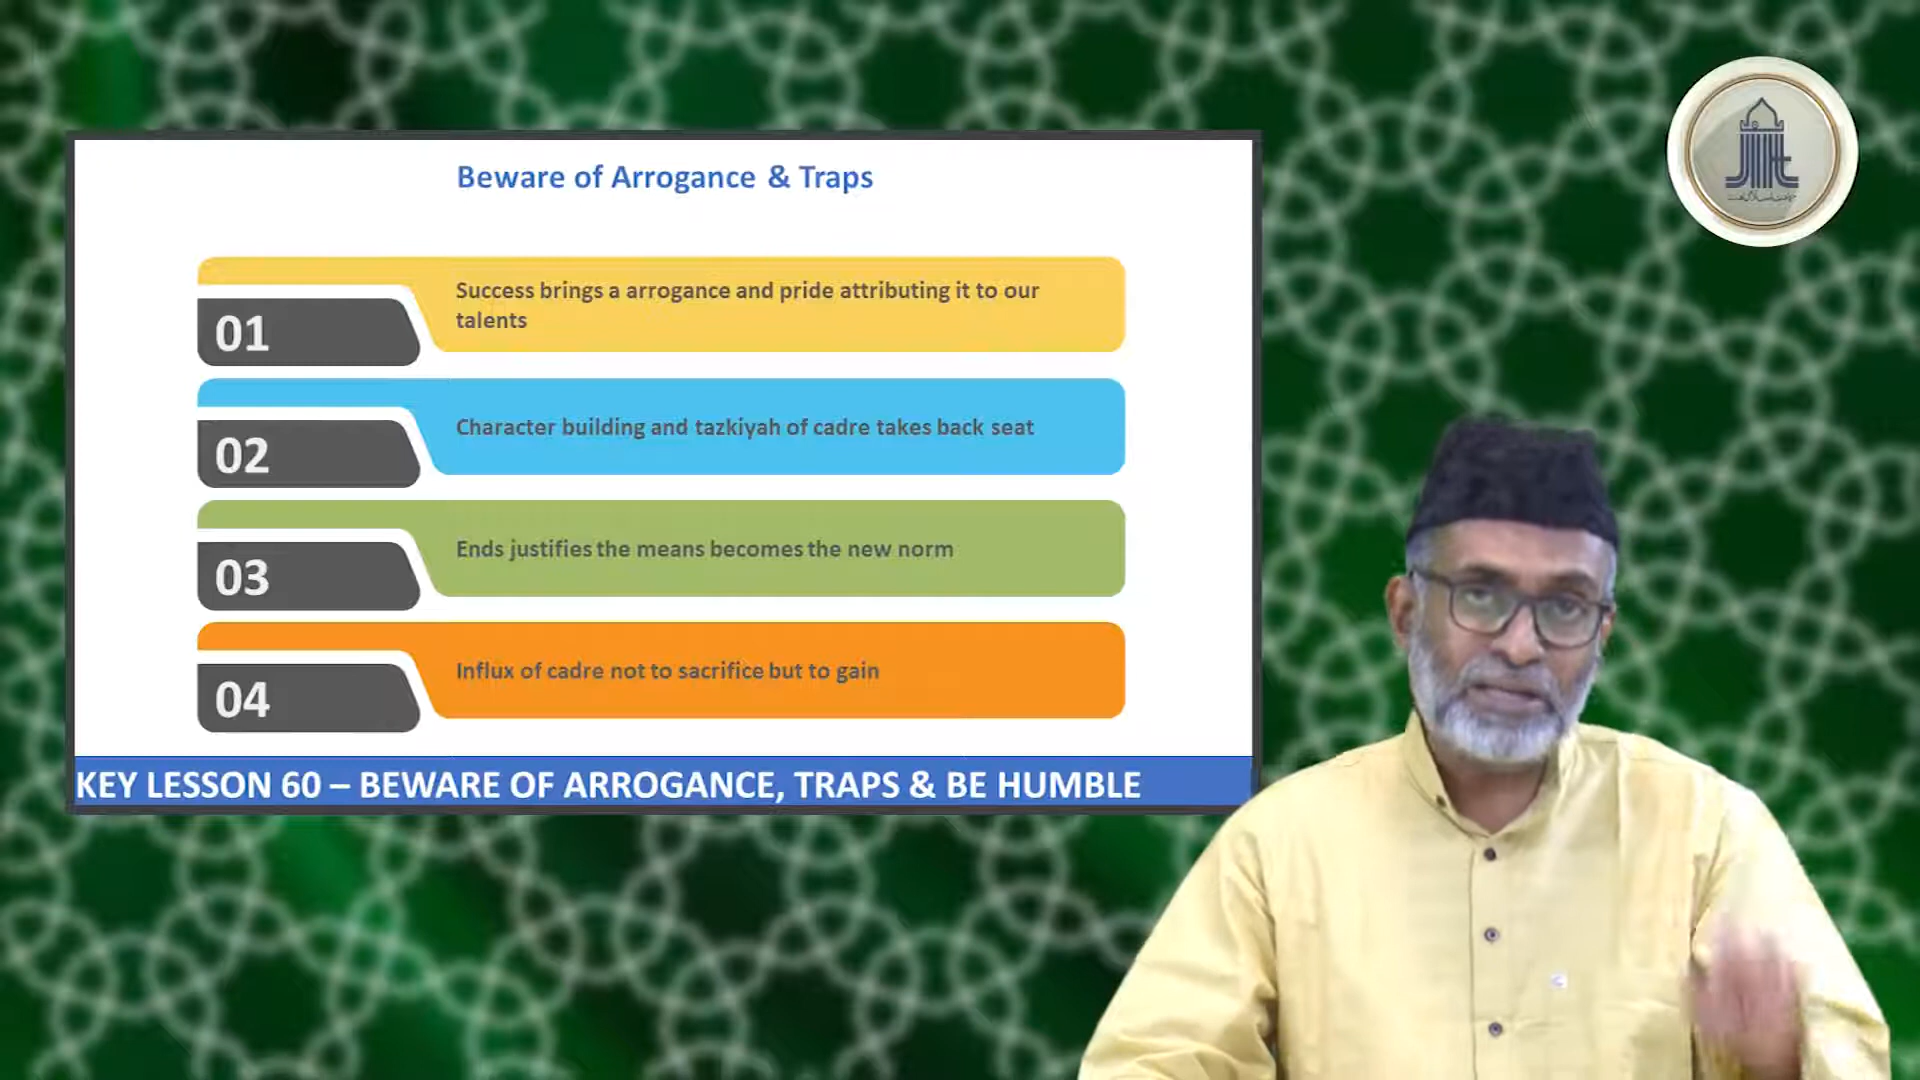 Beware of Arrogance & Traps
01
Success brings a arrogance and pride attributing it to our
talents
02
Character building and tazkiyah of cadre takes back seat
03
Ends justifies the means becomes the new norm
04
Influx of cadre not to sacrifice but to gain
KEY LESSON 60 – BEWARE OF ARROGANCE, TRAPS & BE HUMBLE